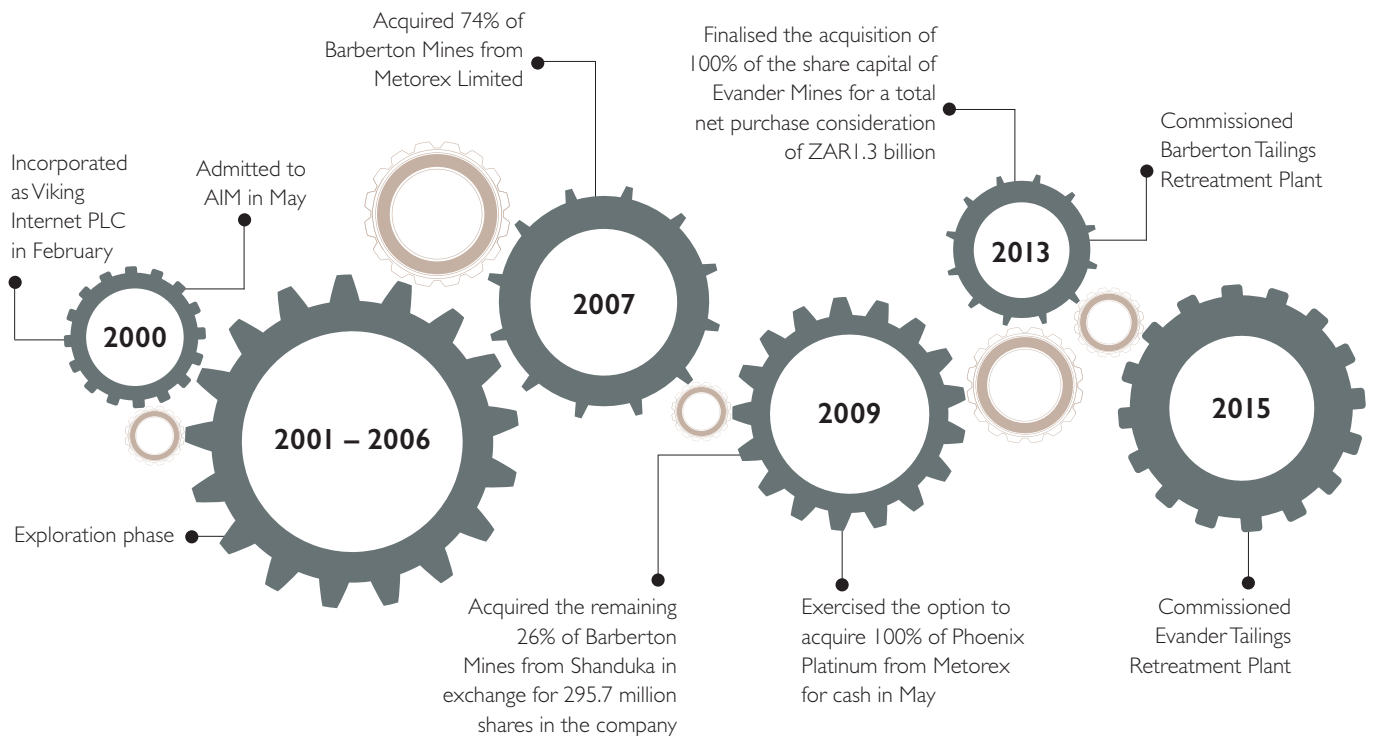 Incorporated
as Viking
Internet PLC
in February
Admitted to
AIM in May
2000
Exploration phase
2001 – 2006
Acquired 74% of
Barberton Mines from
Metorex Limited
2007
Acquired the remaining
26% of Barberton
Mines from Shanduka in
exchange for 295.7 million
shares in the company
2009
Exercised the option to
acquire 100% of Phoenix
Platinum from Metorex
for cash in May
Finalised the acquisition of
100% of the share capital of
Evander Mines for a total
net purchase consideration
of ZAR1.3 billion
2013
Commissioned
Barberton Tailings
Retreatment Plant
2015
Commissioned
Evander Tailings
Retreatment Plant